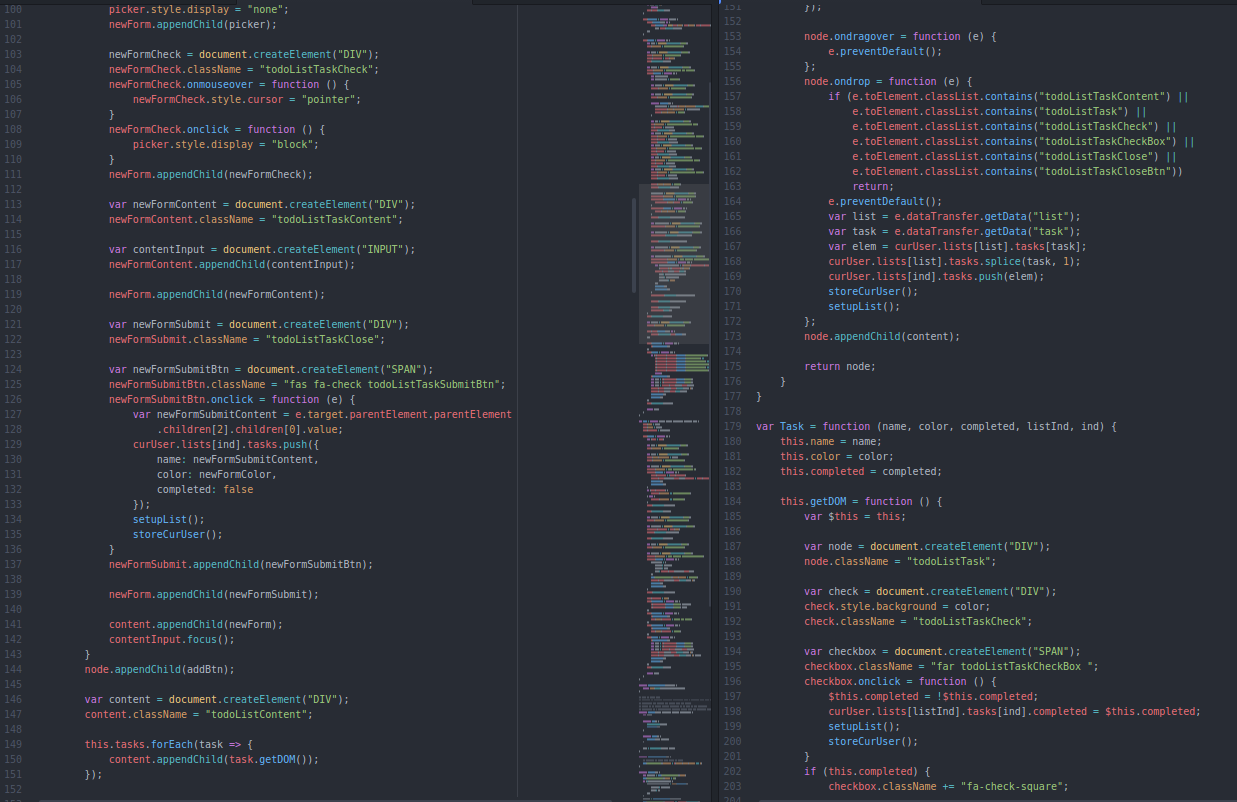 100 picker.style.display = "none";
101 newForm.appendChild(picker);
102
103 newFormCheck = document.createElement("DIV");
104 newFormCheck.className = "todoListTaskCheck";
105 newFormCheck.onmouseover = function () {
106 newFormCheck.style.cursor = "pointer";
107 }
108 newFormCheck.onclick = function () {
109 picker.style.display = "block";
110 }
111 newForm.appendChild(newFormCheck);
112
113 var newFormContent = document.createElement("DIV");
114 newFormContent.className = "todoListTaskContent";
115
116 var contentInput = document.createElement("INPUT");
117 newFormContent.appendChild(contentInput);
118
119 newForm.appendChild(newFormContent);
120
121 var newFormSubmit = document.createElement("DIV");
122 newFormSubmit.className = "todoListTaskClose";
123
124 var newFormSubmitBtn = document.createElement("SPAN");
125 newFormSubmitBtn.className = "fas fa-check todoListTaskSubmitBtn";
126 newFormSubmitBtn.onclick = function (e) {
127 var newFormSubmitContent = e.target.parentElement.parentElement
128 .children[2].children[0].value;
129 curUser.lists[ind].tasks.push({
130 name: newFormSubmitContent,
131 color: newFormColor,
132 completed: false
133 });
134 setupList();
135 storeCurUser();
136 }
137 newFormSubmit.appendChild(newFormSubmitBtn);
138
139 newForm.appendChild(newFormSubmit);
140
141 content.appendChild(newForm);
142 contentInput.focus();
143 }
144 node.appendChild(addBtn);
145
146 var content = document.createElement("DIV");
147 content.className = "todoListContent";
148
149 this.tasks.forEach(task => {
150 content.appendChild(task.getDOM());
151 });
152
151 });
152
153 node.ondragover = function (e) {
154 e.preventDefault();
155 };
156 node.ondrop = function (e) {
157 if (e.toElement.classList.contains("todoListTaskContent") ||
158 e.toElement.classList.contains("todoListTask") ||
159 e.toElement.classList.contains("todoListTaskCheck") ||
160 e.toElement.classList.contains("todoListTaskCheckBox") ||
161 e.toElement.classList.contains("todoListTaskClose") ||
162 e.toElement.classList.contains("todoListTaskCloseBtn"))
163 return;
164 e.preventDefault();
165 var list = e.dataTransfer.getData("list");
166 var task = e.dataTransfer.getData("task");
167 var elem = curUser.lists[list].tasks[task];
168 curUser.lists[list].tasks.splice(task, 1);
169 curUser.lists[ind].tasks.push(elem);
170 storeCurUser();
171 setupList();
172 };
173 node.appendChild(content);
174
175 return node;
176 }
177 }
178
179 var Task = function (name, color, completed, listInd, ind) {
180 this.name = name;
181 this.color = color;
182 this.completed = completed;
183
184 this.getDOM = function () {
185 var $this = this;
186
187 var node = document.createElement("DIV");
188 node.className = "todoListTask";
189
190 var check = document.createElement("DIV");
191 check.style.background = color;
192 check.className = "todoListTaskCheck";
193
194 var checkbox = document.createElement("SPAN");
195 checkbox.className = "far todoListTaskCheckBox ";
196 checkbox.onclick = function () {
197 $this.completed = !$this.completed;
198 curUser.lists[listInd].tasks[ind].completed = $this.completed;
199 setupList();
200 storeCurUser();
201 }
202 if (this.completed) {
203 checkbox.className += "fa-check-square";